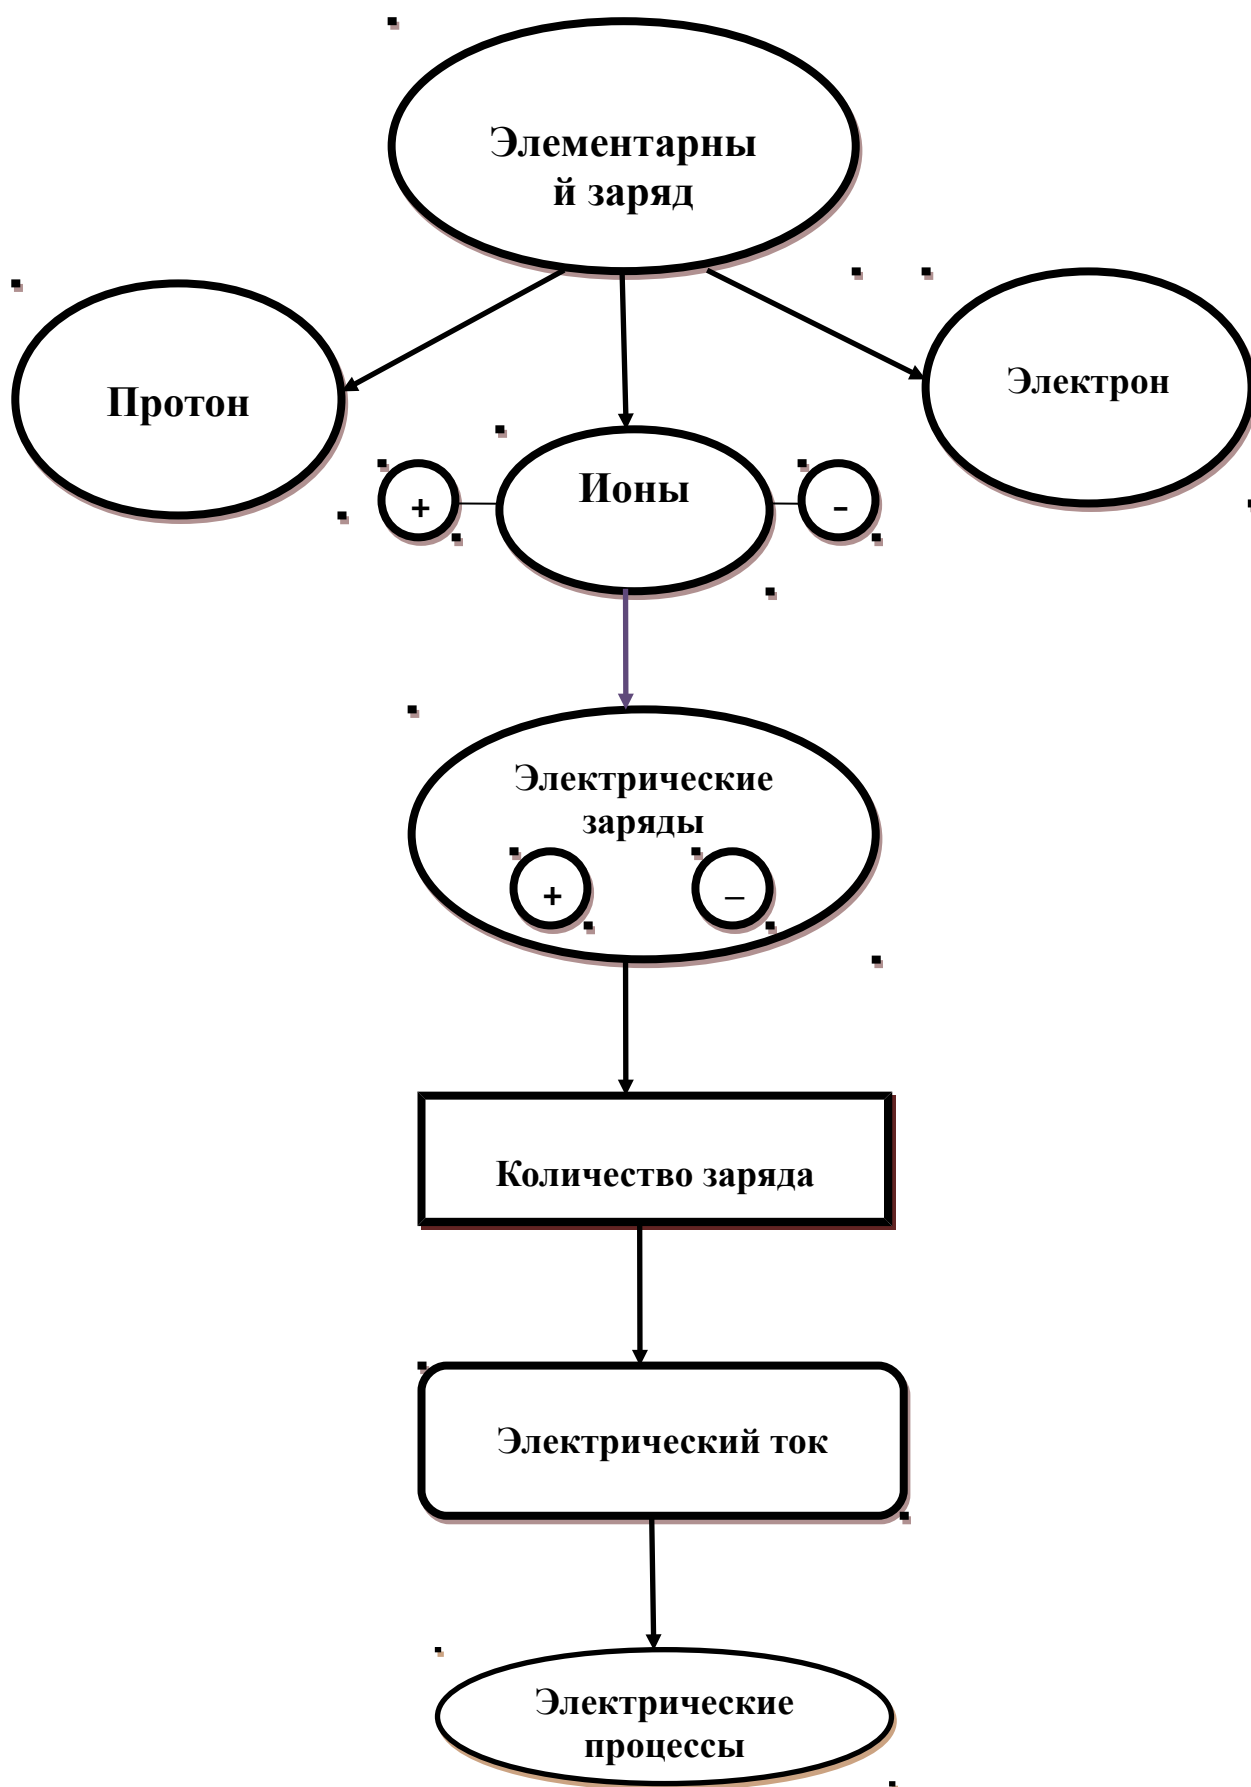 Элементарны
й заряд
Протон
Электрон
Ионы
+
-
Электрические
заряды
+
–
Количество заряда
Электрический ток
Электрические
процессы